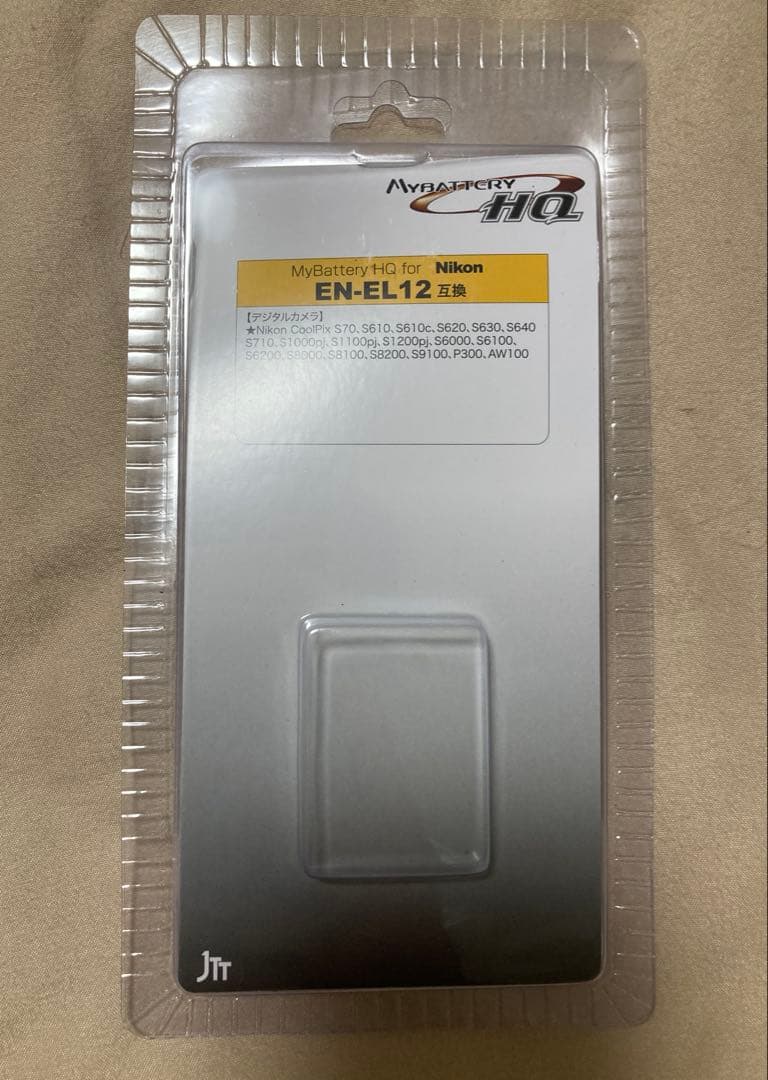 MYBATTERY
HQ
MyBattery HQ for Nikon
EN-EL12 互換
【デジタルカメラ】
★Nikon CoolPix S70、S610、S610c、S620、S630、S640
S710、S1000pj、S1100pj、S1200pj、S6000、S6100、
S6200、S8000、S8100、S8200、S9100、P300、AW100
JTT